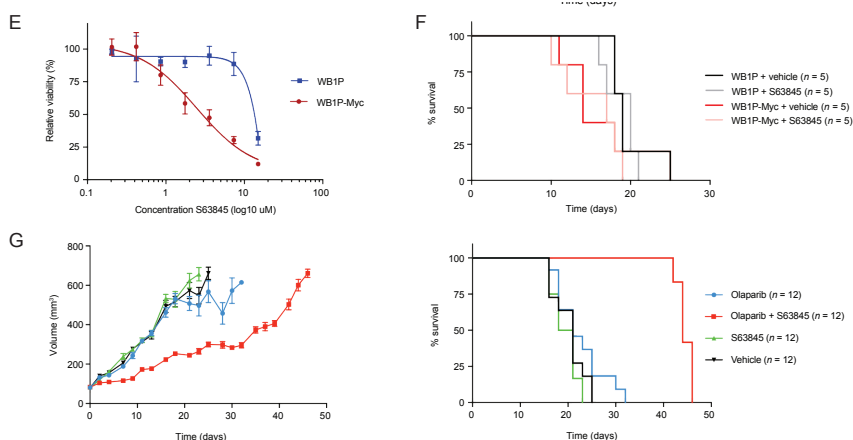 E
100
75
50
25
0
Relative viability (%)
0.1
1
10
100
Concentration S63845 (log10 uM)
WB1P
WB1P-Myc
Time (days)
F
100
75
50
25
0
% survival
0
10
20
30
Time (days)
WB1P + vehicle (n = 5)
WB1P + S63845 (n = 5)
WB1P-Myc + vehicle (n = 5)
WB1P-Myc + S63845 (n = 5)
G
800
600
400
200
0
Volume (mm³)
0
10
20
30
40
50
Time (days)
100
75
50
25
0
% survival
0
10
20
30
40
50
Time (days)
Olaparib (n = 12)
Olaparib + S63845 (n = 12)
S63845 (n = 12)
Vehicle (n = 12)